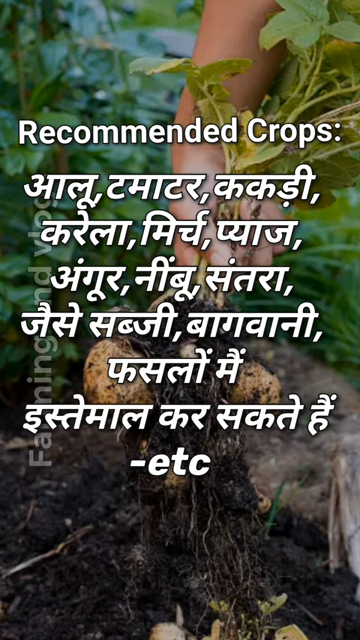 Recommended Crops:
आलू,टमाटर,ककड़ी,
करेला,मिर्च,प्याज,
अंगूर,नींबू,संतरा,
जैसे सब्जी,बागवानी,
फसलों मैं
इस्तेमाल कर सकते हैं
-etc